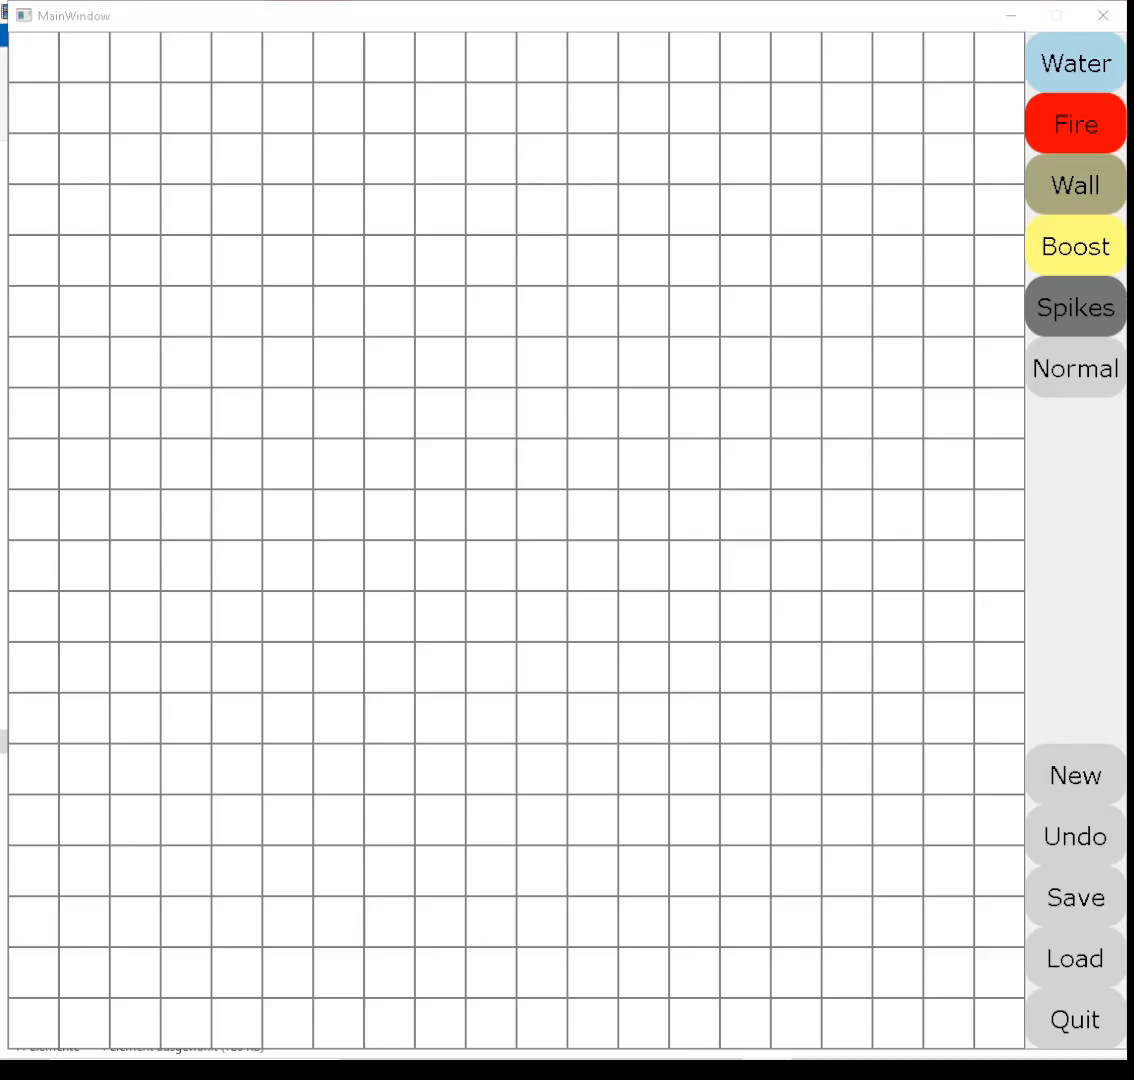 MainWindow
Water
Fire
Wall
Boost
Spikes
Normal
New
Undo
Save
Load
Quit